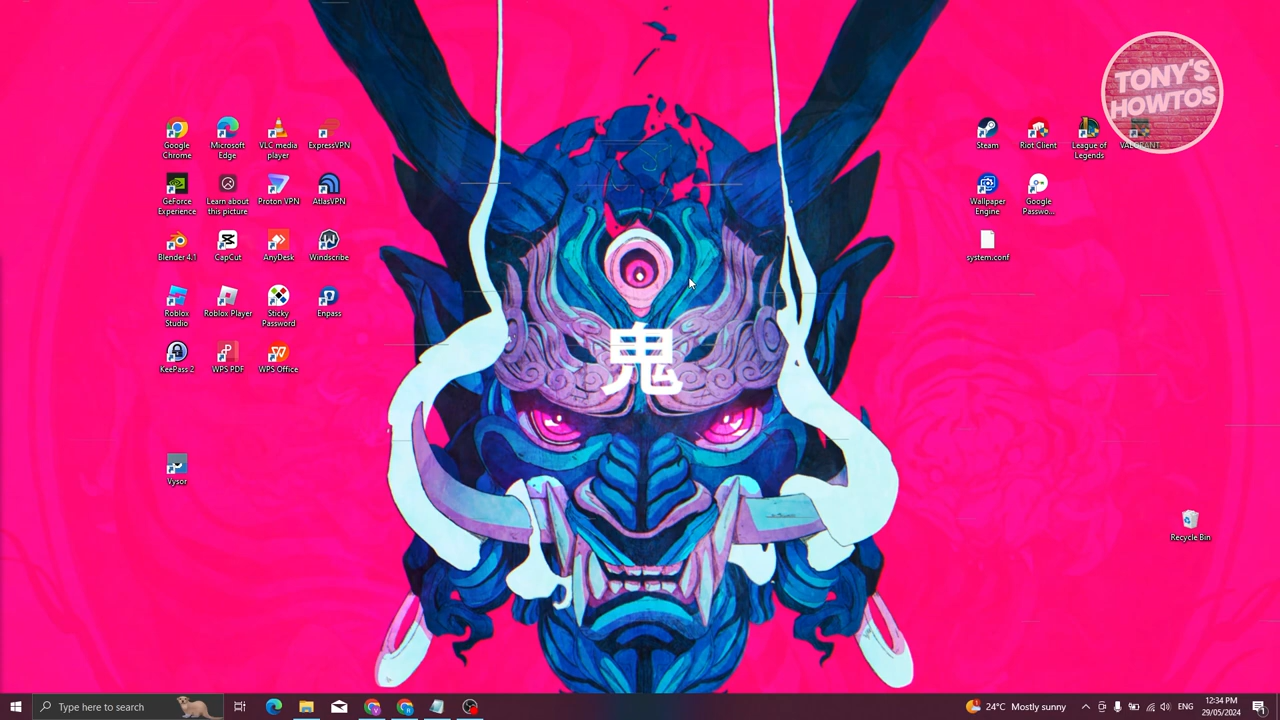 TONY'S
HOWTOS
Google
Chrome
Microsoft
Edge
VLC media
player
ExpressVPN
Steam
Riot Client
League of
Legends
GeForce
Experience
Learn about
this picture
Proton VPN
AtlasVPN
Wallpaper
Engine
Google
Passwo...
Blender 4.1
CapCut
AnyDesk
Windscribe
system.conf
Roblox
Studio
Roblox Player
Sticky
Password
Enpass
鬼
KeePass 2
WPS PDF
WPS Office
Vysor
Recycle Bin
Type here to search
24°C Mostly sunny
ENG
12:34 PM
29/05/2024